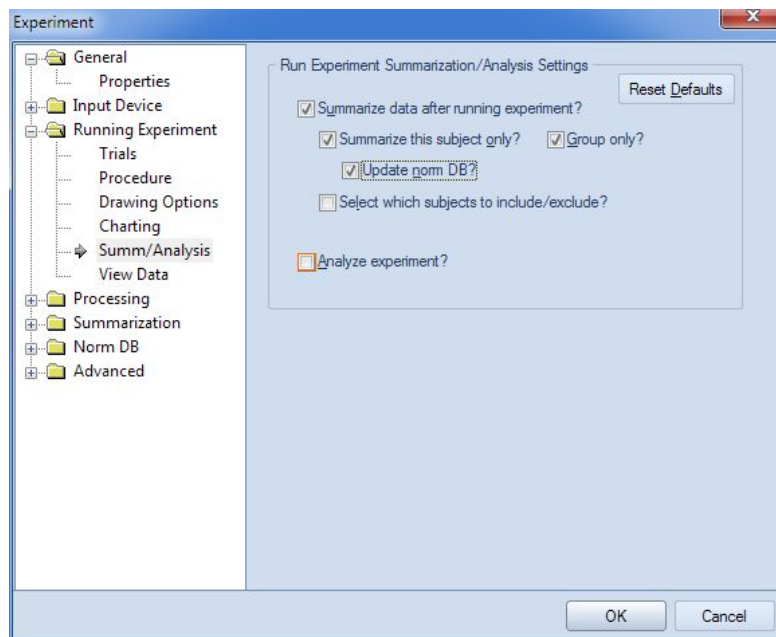 Experiment
X
General
Properties
Input Device
Running Experiment
Trials
Procedure
Drawing Options
Charting
Summ/Analysis
View Data
Processing
Summarization
Norm DB
Advanced
Run Experiment Summarization/Analysis Settings
Reset Defaults
Summarize data after running experiment?
Summarize this subject only? Group only?
Update norm DB?
Select which subjects to include/exclude?
Analyze experiment?
OK Cancel